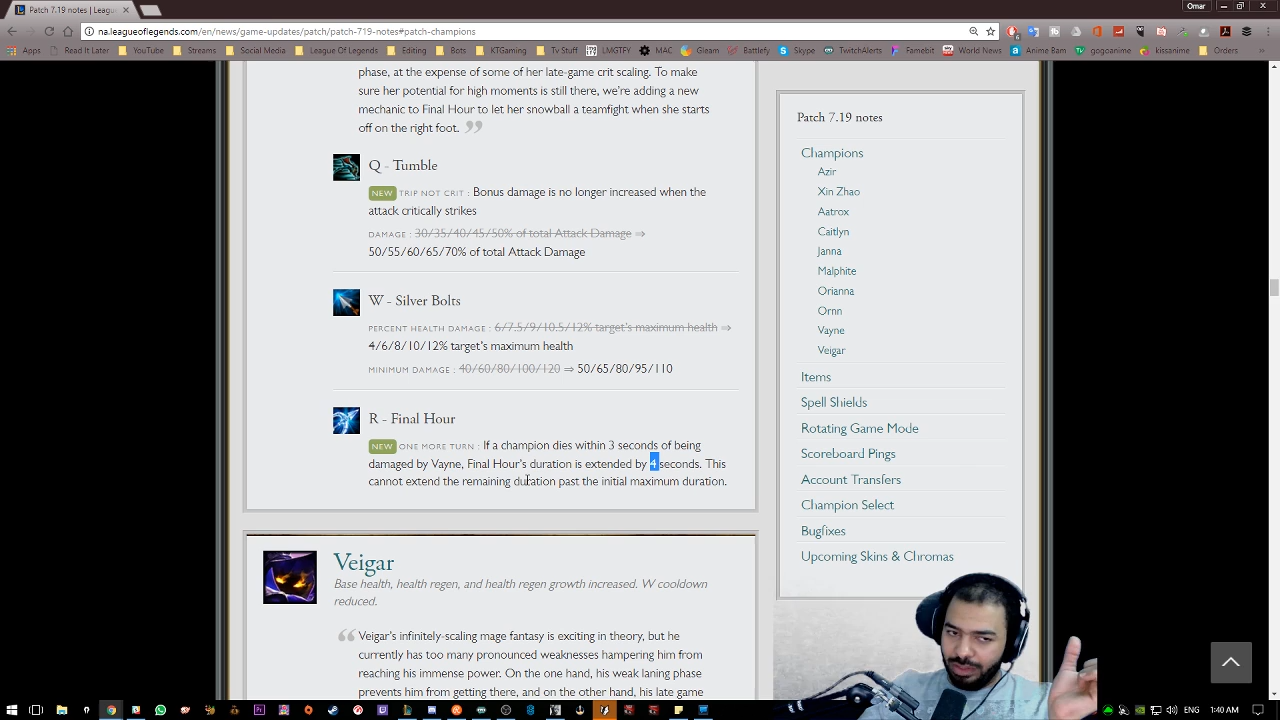 Patch 7.19 notes | Leagu
Omar
na.leagueoflegends.com/en/news/game-updates/patch/patch-719-notes#patch-champions
Apps Read It Later YouTube Streams Social Media League Of Legends Editing Bots KTGaming Tv Stuff LMGTFY MAC Gleam Battlefy Skype TwitchAlerts Famebit World News Anime Bam gogoanime kissanime Orders
phase, at the expense of some of her late-game crit scaling. To make
sure her potential for high moments is still there, we're adding a new
mechanic to Final Hour to let her snowball a teamfight when she starts
off on the right foot.
Q - Tumble
NEW TRIP NOT CRIT : Bonus damage is no longer increased when the
attack critically strikes
DAMAGE : 30/35/40/45/50% of total Attack Damage ⇒
50/55/60/65/70% of total Attack Damage
W - Silver Bolts
PERCENT HEALTH DAMAGE : 6/7.5/9/10.5/12% target's maximum health ⇒
4/6/8/10/12% target's maximum health
MINIMUM DAMAGE : 40/60/80/100/120 ⇒ 50/65/80/95/110
R - Final Hour
NEW ONE MORE TURN : If a champion dies within 3 seconds of being
damaged by Vayne, Final Hour's duration is extended by 4 seconds. This
cannot extend the remaining duration past the initial maximum duration.
Veigar
Base health, health regen, and health regen growth increased. W cooldown
reduced.
Veigar's infinitely-scaling mage fantasy is exciting in theory, but he
currently has too many pronounced weaknesses hampering him from
reaching his immense power. On the one hand, his weak laning phase
prevents him from getting there, and on the other hand, his late game
Patch 7.19 notes
Champions
Azir
Xin Zhao
Aatrox
Caitlyn
Janna
Malphite
Orianna
Ornn
Vayne
Veigar
Items
Spell Shields
Rotating Game Mode
Scoreboard Pings
Account Transfers
Champion Select
Bugfixes
Upcoming Skins & Chromas
ENG 1:40 AM